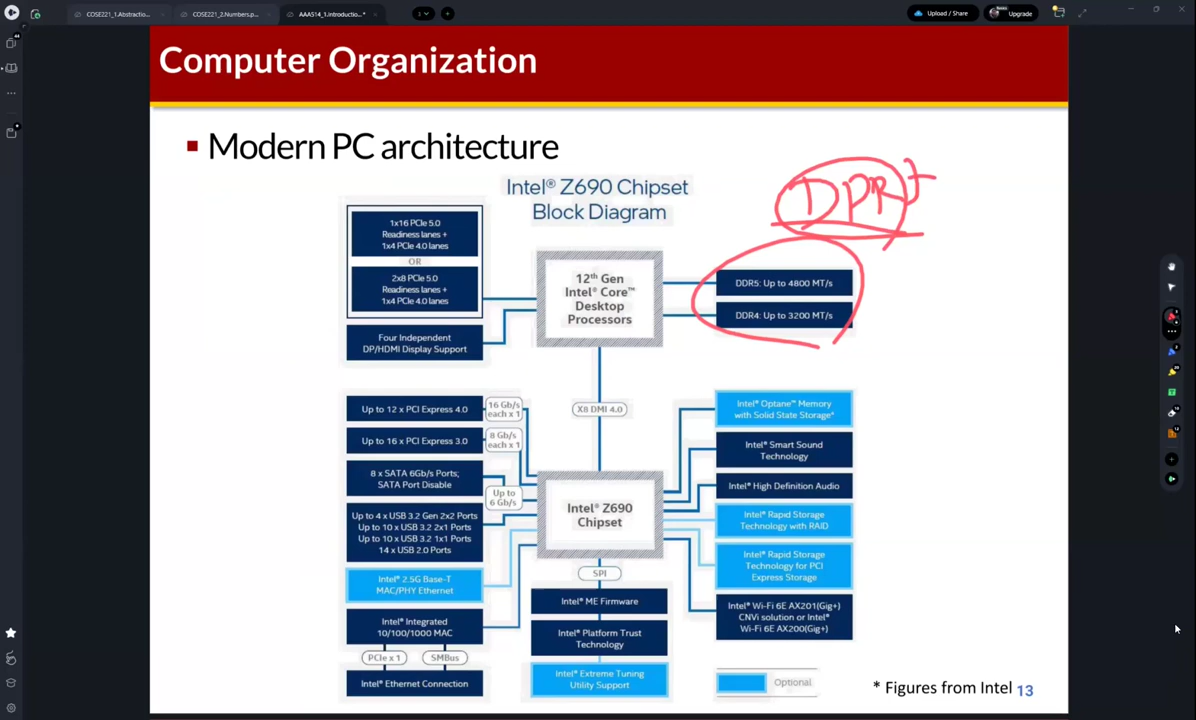 COSE221_1.Abstractio...
COSE221_2.Numbers.p...
AAA514_1.Introductio...*
Upload / Share
Upgrade
Computer Organization
Modern PC architecture
Intel® Z690 Chipset
Block Diagram
1x16 PCIe 5.0
Readiness lanes +
1x4 PCIe 4.0 lanes
OR
2x8 PCIe 5.0
Readiness lanes +
1x4 PCIe 4.0 lanes
Four Independent
DP/HDMI Display Support
12th Gen
Intel® Core™
Desktop
Processors
DDR5: Up to 4800 MT/s
DDR4: Up to 3200 MT/s
X8 DMI 4.0
Up to 12 x PCI Express 4.0
16 Gb/s
each x 1
Up to 16 x PCI Express 3.0
8 Gb/s
each x 1
8 x SATA 6Gb/s Ports;
SATA Port Disable
Up to
6 Gb/s
Up to 4 x USB 3.2 Gen 2x2 Ports
Up to 10 x USB 3.2 2x1 Ports
Up to 10 x USB 3.2 1x1 Ports
14 x USB 2.0 Ports
Intel® 2.5G Base-T
MAC/PHY Ethernet
Intel® Integrated
10/100/1000 MAC
PCIe x 1
SMBus
Intel® Ethernet Connection
Intel® Z690
Chipset
SPI
Intel® ME Firmware
Intel® Platform Trust
Technology
Intel® Extreme Tuning
Utility Support
Intel® Optane™ Memory
with Solid State Storage*
Intel® Smart Sound
Technology
Intel® High Definition Audio
Intel® Rapid Storage
Technology with RAID
Intel® Rapid Storage
Technology for PCI
Express Storage
Intel® Wi-Fi 6E AX201(Gig+)
CNVi solution or Intel®
Wi-Fi 6E AX200(Gig+)
Optional
* Figures from Intel
13